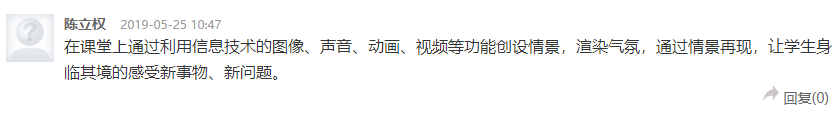 陈立权 2019-05-25 10:47
在课堂上通过利用信息技术的图像、声音、动画、视频等功能创设情景，渲染气氛，通过情景再现，让学生身
临其境的感受新事物、新问题。
回复(0)